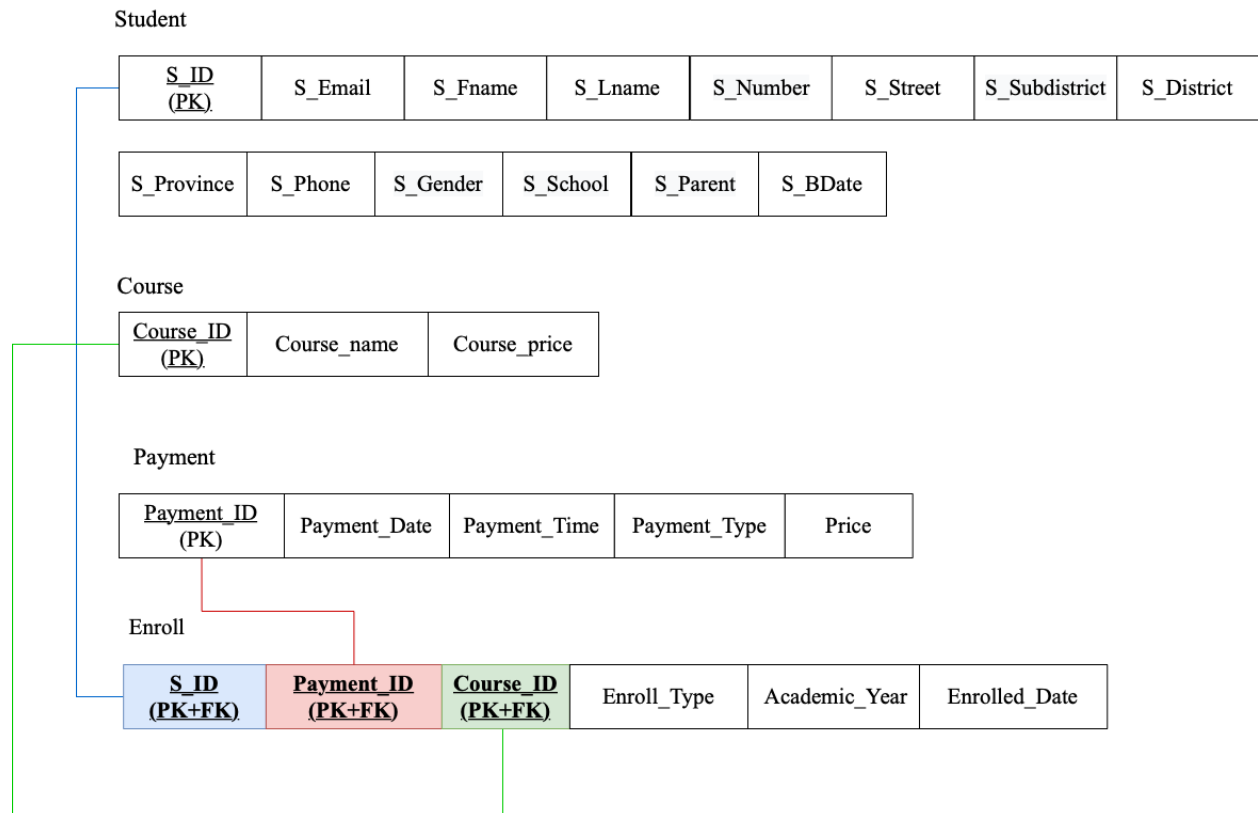 Student
S_ID
(PK)
S_Email
S_Fname
S_Lname
S_Number
S_Street
S_Subdistrict
S_District
S_Province
S_Phone
S_Gender
S_School
S_Parent
S_BDate
Course
Course_ID
(PK)
Course_name
Course_price
Payment
Payment_ID
(PK)
Payment_Date
Payment_Time
Payment_Type
Price
Enroll
S_ID
(PK+FK)
Payment_ID
(PK+FK)
Course_ID
(PK+FK)
Enroll_Type
Academic_Year
Enrolled_Date